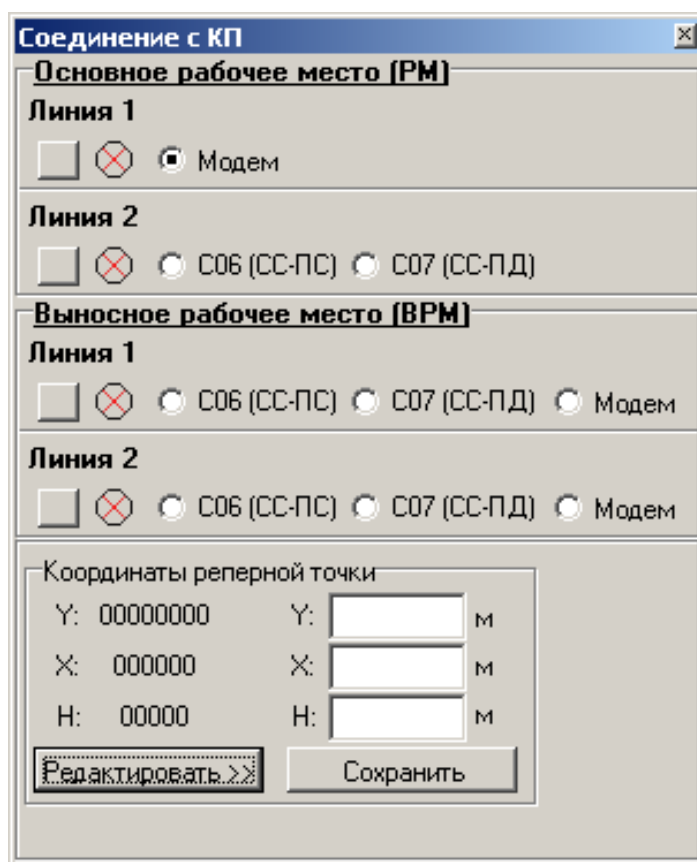 Соединение с КП
Основное рабочее место (РМ)
Линия 1
Модем
Линия 2
С06 (СС-ПС) С07 (СС-ПД)
Выносное рабочее место (ВРМ)
Линия 1
С06 (СС-ПС) С07 (СС-ПД) Модем
Линия 2
С06 (СС-ПС) С07 (СС-ПД) Модем
Координаты реперной точки
Y: 00000000 Y: м
X: 000000 X: м
H: 00000 H: м
Редактировать >> Сохранить